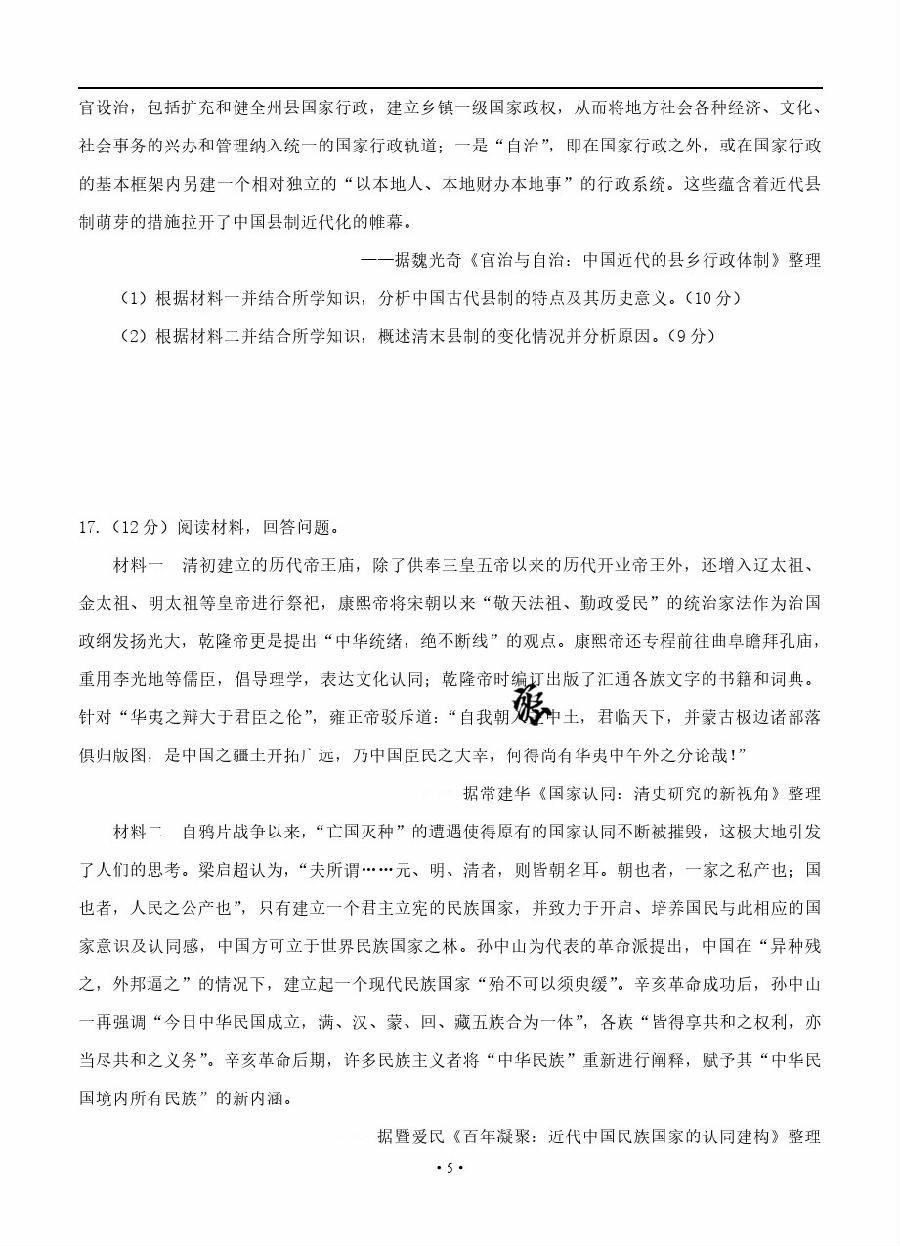 官设治，包括扩充和健全州县国家行政，建立乡镇一级国家政权，从而将地方社会各种经济、文化、
社会事务的兴办和管理纳入统一的国家行政轨道；一是“自治”，即在国家行政之外，或在国家行政
的基本框架内另建一个相对独立的“以本地人、本地财办本地事”的行政系统。这些蕴含着近代县
制萌芽的措施拉开了中国县制近代化的帷幕。
——据魏光奇《官治与自治：中国近代的县乡行政体制》整理
（1）根据材料一并结合所学知识，分析中国古代县制的特点及其历史意义。（10 分）
（2）根据材料二并结合所学知识，概述清末县制的变化情况并分析原因。（9 分）
17.（12 分）阅读材料，回答问题。
材料一　清初建立的历代帝王庙，除了供奉三皇五帝以来的历代开业帝王外，还增入辽太祖、
金太祖、明太祖等皇帝进行祭祀，康熙帝将宋朝以来“敬天法祖、勤政爱民”的统治家法作为治国
政纲发扬光大，乾隆帝更是提出“中华统绪，绝不断线”的观点。康熙帝还专程前往曲阜瞻拜孔庙，
重用李光地等儒臣，倡导理学，表达文化认同；乾隆帝时编订出版了汇通各族文字的书籍和词典。
针对“华夷之辩大于君臣之伦”，雍正帝驳斥道：“自我朝入主中土，君临天下，并蒙古极边诸部落
俱归版图，是中国之疆土开拓广远，乃中国臣民之大幸，何得尚有华夷中午外之分论哉！”
据常建华《国家认同：清史研究的新视角》整理
材料二　自鸦片战争以来，“亡国灭种”的遭遇使得原有的国家认同不断被摧毁，这极大地引发
了人们的思考。梁启超认为，“夫所谓……元、明、清者，则皆朝名耳。朝也者，一家之私产也；国
也者，人民之公产也”，只有建立一个君主立宪的民族国家，并致力于开启、培养国民与此相应的国
家意识及认同感，中国方可立于世界民族国家之林。孙中山为代表的革命派提出，中国在“异种残
之，外邦逼之”的情况下，建立起一个现代民族国家“殆不可以须臾缓”。辛亥革命成功后，孙中山
一再强调“今日中华民国成立，满、汉、蒙、回、藏五族合为一体”，各族“皆得享共和之权利，亦
当尽共和之义务”。辛亥革命后期，许多民族主义者将“中华民族”重新进行阐释，赋予其“中华民
国境内所有民族”的新内涵。
据暨爱民《百年凝聚：近代中国民族国家的认同建构》整理
·5·